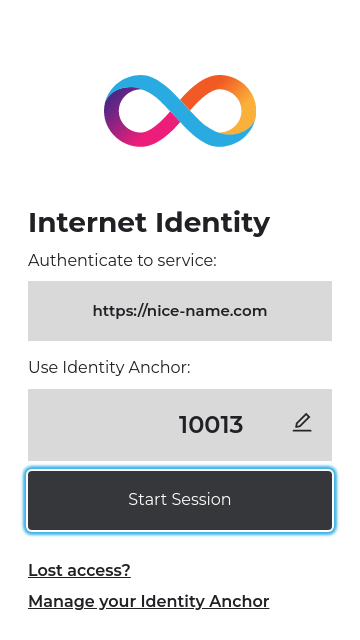 Internet Identity
Authenticate to service:
https://nice-name.com
Use Identity Anchor:
10013
Start Session
Lost access?
Manage your Identity Anchor